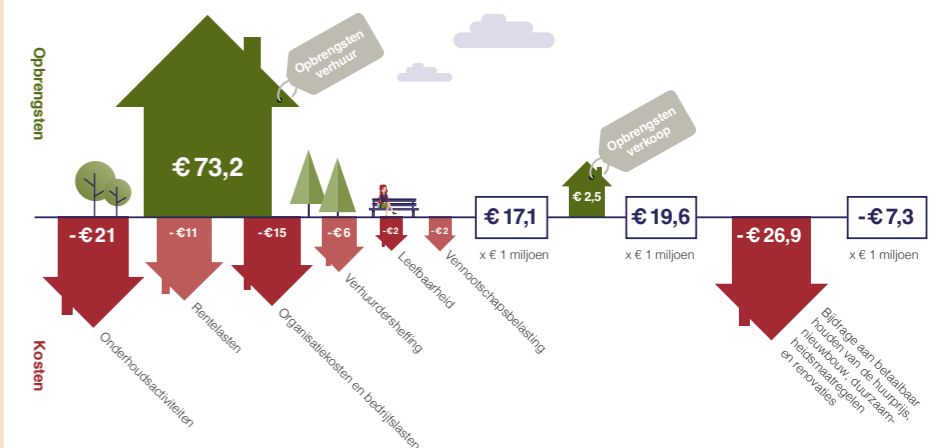 Opbrengsten
Opbrengsten
verhuur
€ 73,2
Opbrengsten
verkoop
€ 2,5
Kosten
-€ 21
Onderhoudsactiviteiten
-€11
Rentelasten
-€15
Organisatiekosten en bedrijfslasten
-€6
Verhuurdersheffing
-€2
Leefbaarheid
-€2
Vennootschapsbelasting
€ 17,1
x € 1 miljoen
€ 19,6
x € 1 miljoen
-€ 26,9
Bijdrage aan betaalbaar
houden van de huurprijs,
nieuwbouw, duurzaam-
heidsmaatregelen
en renovaties
-€ 7,3
x € 1 miljoen